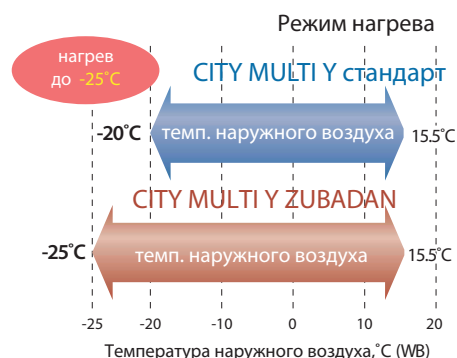 Режим нагрева
нагрев
до -25˚C
CITY MULTI Y стандарт
-20˚C
темп. наружного воздуха
15.5˚C
CITY MULTI Y ZUBADAN
-25˚C
темп. наружного воздуха
15.5˚C
-25 -20 -10 0 10 20
Температура наружного воздуха,˚C (WB)